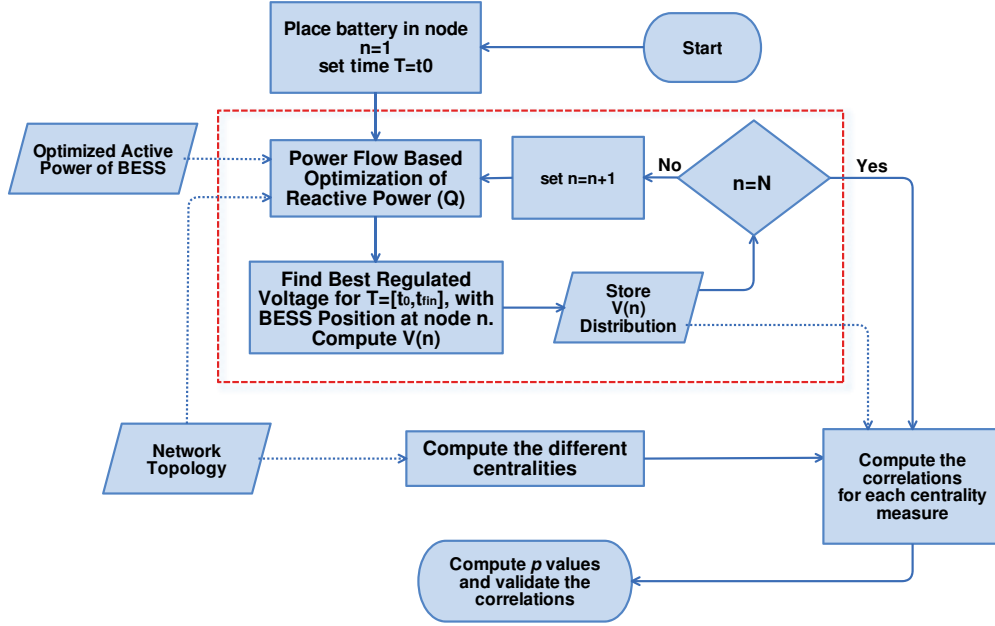 Place battery in node
n=1
set time T=t0
Start
Optimized Active
Power of BESS
Power Flow Based
Optimization of
Reactive Power (Q)
set n=n+1
No
n=N
Yes
Find Best Regulated
Voltage for T=[t0,tfin], with
BESS Position at node n.
Compute V(n)
Store
V(n)
Distribution
Network
Topology
Compute the different
centralities
Compute the
correlations
for each centrality
measure
Compute p values
and validate the
correlations